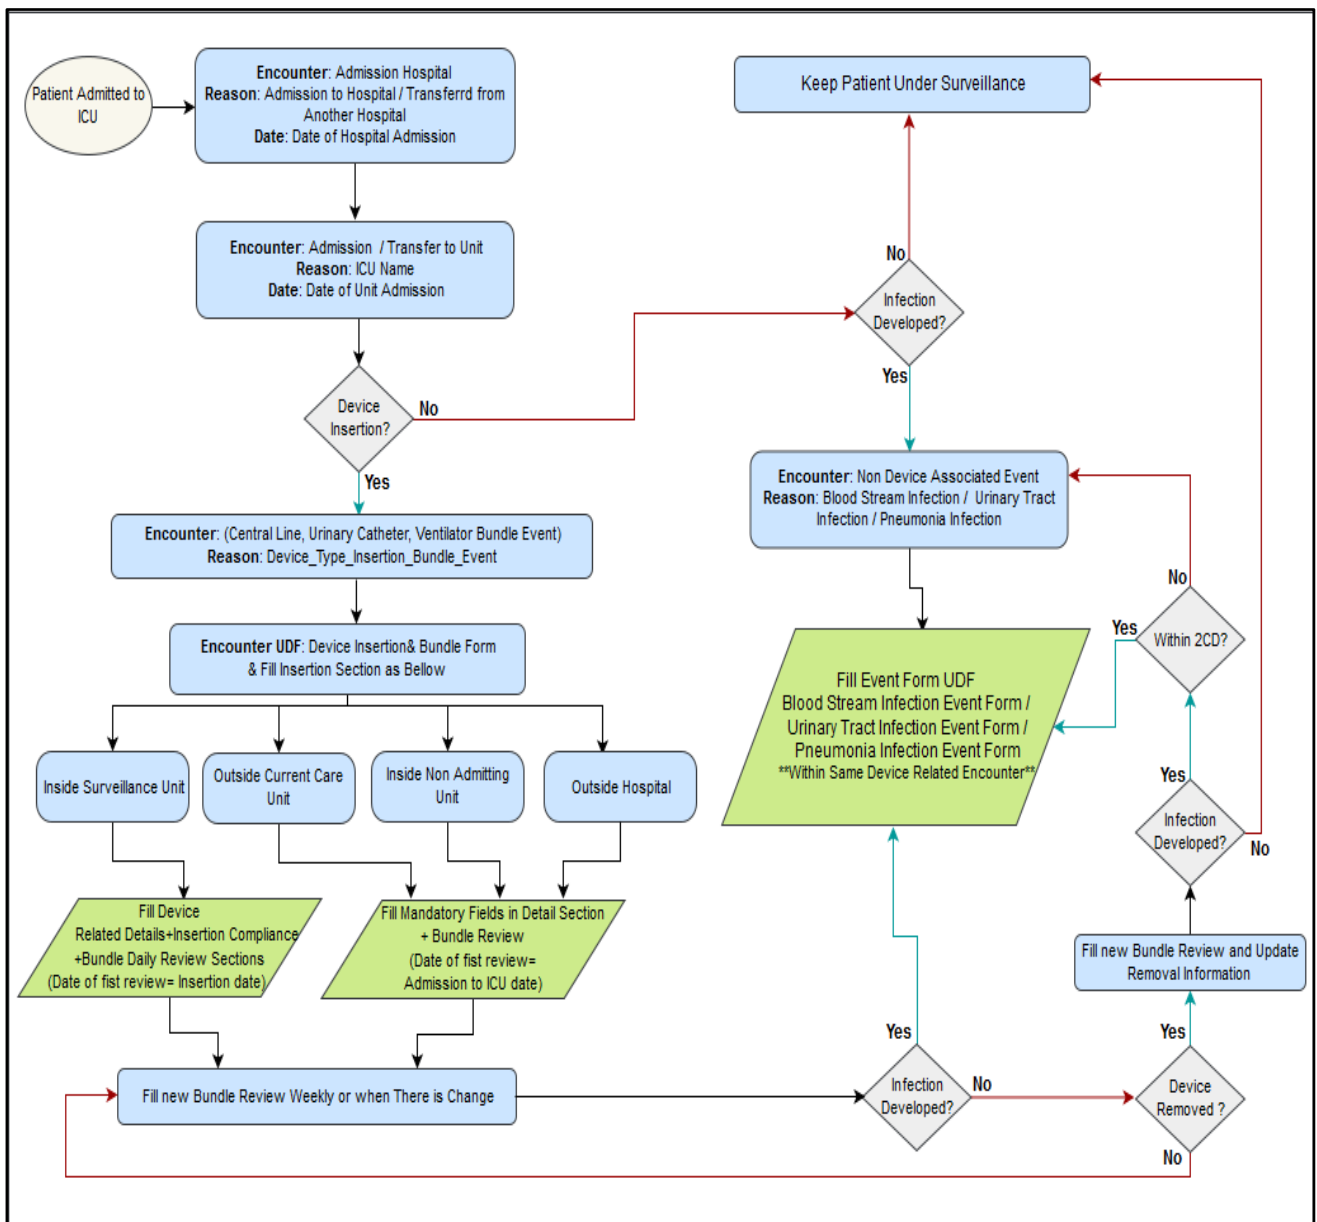 Patient Admitted to
ICU
Encounter: Admission Hospital
Reason: Admission to Hospital / Transferrd from
Another Hospital
Date: Date of Hospital Admission
Encounter: Admission / Transfer to Unit
Reason: ICU Name
Date: Date of Unit Admission
Device
Insertion?
No
Yes
Encounter: (Central Line, Urinary Catheter, Ventilator Bundle Event)
Reason: Device_Type_Insertion_Bundle_Event
Encounter UDF: Device Insertion& Bundle Form
& Fill Insertion Section as Bellow
Inside Surveillance Unit
Outside Current Care
Unit
Inside Non Admitting
Unit
Outside Hospital
Fill Device
Related Details+Insertion Compliance
+Bundle Daily Review Sections
(Date of fist review= Insertion date)
Fill Mandatory Fields in Detail Section
+ Bundle Review
(Date of fist review=
Admission to ICU date)
Fill new Bundle Review Weekly or when There is Change
Keep Patient Under Surveillance
No
Infection
Developed?
Yes
Encounter: Non Device Associated Event
Reason: Blood Stream Infection / Urinary Tract
Infection / Pneumonia Infection
Fill Event Form UDF
Blood Stream Infection Event Form /
Urinary Tract Infection Event Form /
Pneumonia Infection Event Form
**Within Same Device Related Encounter**
No
Yes
Within 2CD?
Yes
Infection
Developed?
No
Fill new Bundle Review and Update
Removal Information
Yes
Yes
Infection
Developed?
No
Device
Removed ?
No